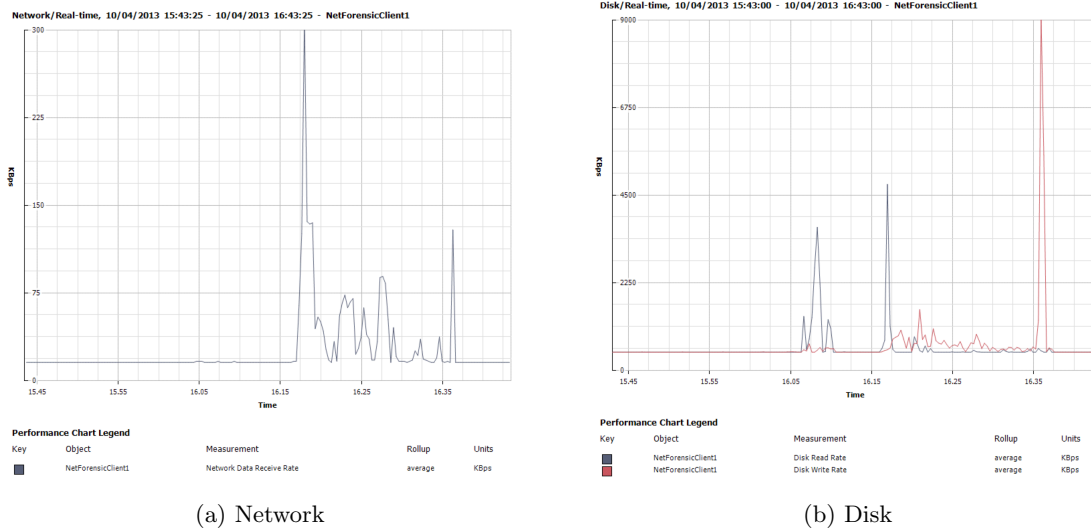 Network/Real-time, 10/04/2013 15:43:25 - 10/04/2013 16:43:25 - NetForensicClient1
300
225
150
75
0
KBps
15.45 15.55 16.05 16.15 16.25 16.35
Time
Performance Chart Legend
Key Object Measurement Rollup Units
NetForensicClient1 Network Data Receive Rate average KBps
(a) Network
Disk/Real-time, 10/04/2013 15:43:00 - 10/04/2013 16:43:00 - NetForensicClient1
9000
6750
4500
2250
0
KBps
15.45 15.55 16.05 16.15 16.25 16.35
Time
Performance Chart Legend
Key Object Measurement Rollup Units
NetForensicClient1 Disk Read Rate average KBps
NetForensicClient1 Disk Write Rate average KBps
(b) Disk